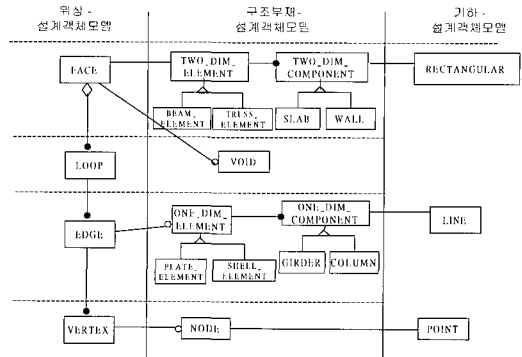 위상 -
설계객체모델
구조부재 -
설계객체모델
기하 -
설계객체모델
FACE
TWO_DIM_
ELEMENT
TWO_DIM_
COMPONENT
RECTANGULAR
BEAM_
ELEMENT
TRUSS_
ELEMENT
SLAB
WALL
LOOP
VOID
EDGE
ONE_DIM_
ELEMENT
ONE_DIM_
COMPONENT
LINE
PLATE_
ELEMENT
SHELL_
ELEMENT
GIRDER
COLUMN
VERTEX
NODE
POINT